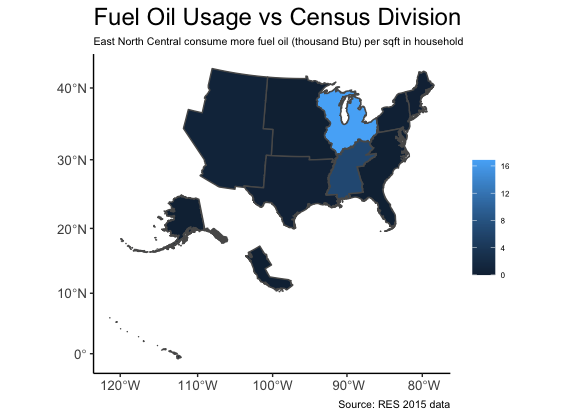 Fuel Oil Usage vs Census Division
East North Central consume more fuel oil (thousand Btu) per sqft in household
40°
30°
20°
10°
0°
16
12
8
4
0
120°W 110°W 100°W 90°W 80°W
Source: RES 2015 data